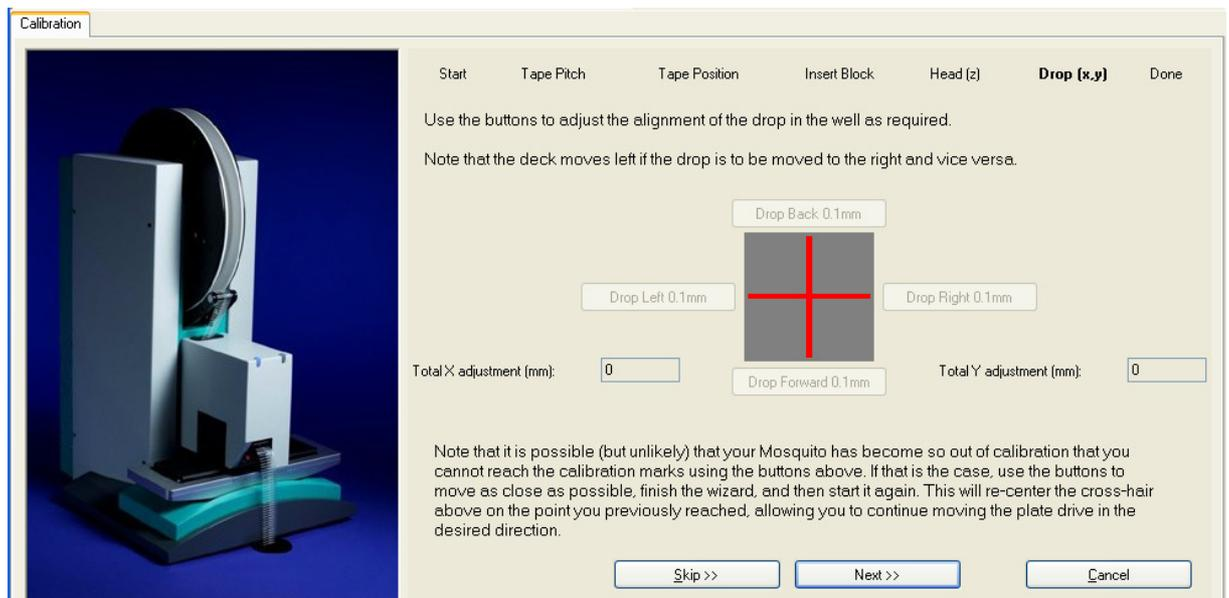 Calibration
Start Tape Pitch Tape Position Insert Block Head (z) Drop (x,y) Done
Use the buttons to adjust the alignment of the drop in the well as required.
Note that the deck moves left if the drop is to be moved to the right and vice versa.
Drop Back 0.1mm
Drop Left 0.1mm Drop Right 0.1mm
Total X adjustment (mm): 0 Total Y adjustment (mm): 0
Drop Forward 0.1mm
Note that it is possible (but unlikely) that your Mosquito has become so out of calibration that you
cannot reach the calibration marks using the buttons above. If that is the case, use the buttons to
move as close as possible, finish the wizard, and then start it again. This will re-center the cross-hair
above on the point you previously reached, allowing you to continue moving the plate drive in the
desired direction.
Skip >> Next >> Cancel